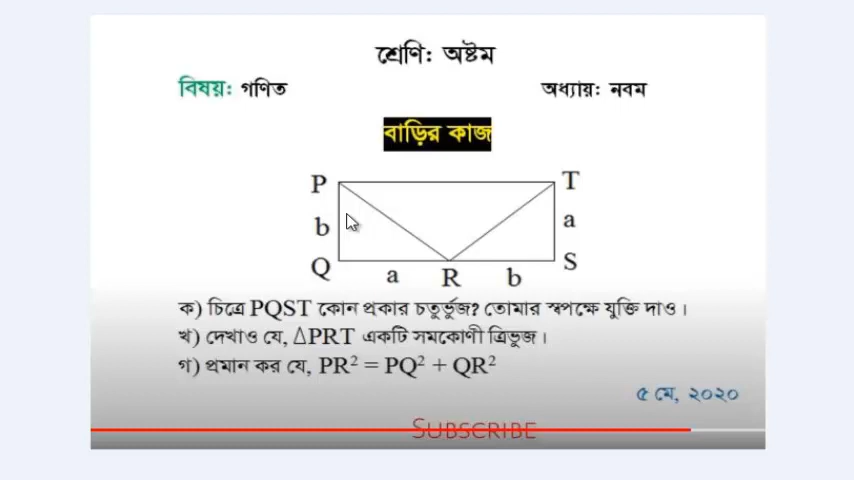 শ্রেণি: অষ্টম
বিষয়: গণিত অধ্যায়: নবম
বাড়ির কাজ
P T
b a
Q a R b S
ক) চিত্রে PQST কোন প্রকার চতুর্ভুজ? তোমার স্বপক্ষে যুক্তি দাও।
খ) দেখাও যে, △PRT একটি সমকোণী ত্রিভুজ।
গ) প্রমান কর যে, PR² = PQ² + QR²
৫ মে, ২০২০
SUBSCRIBE